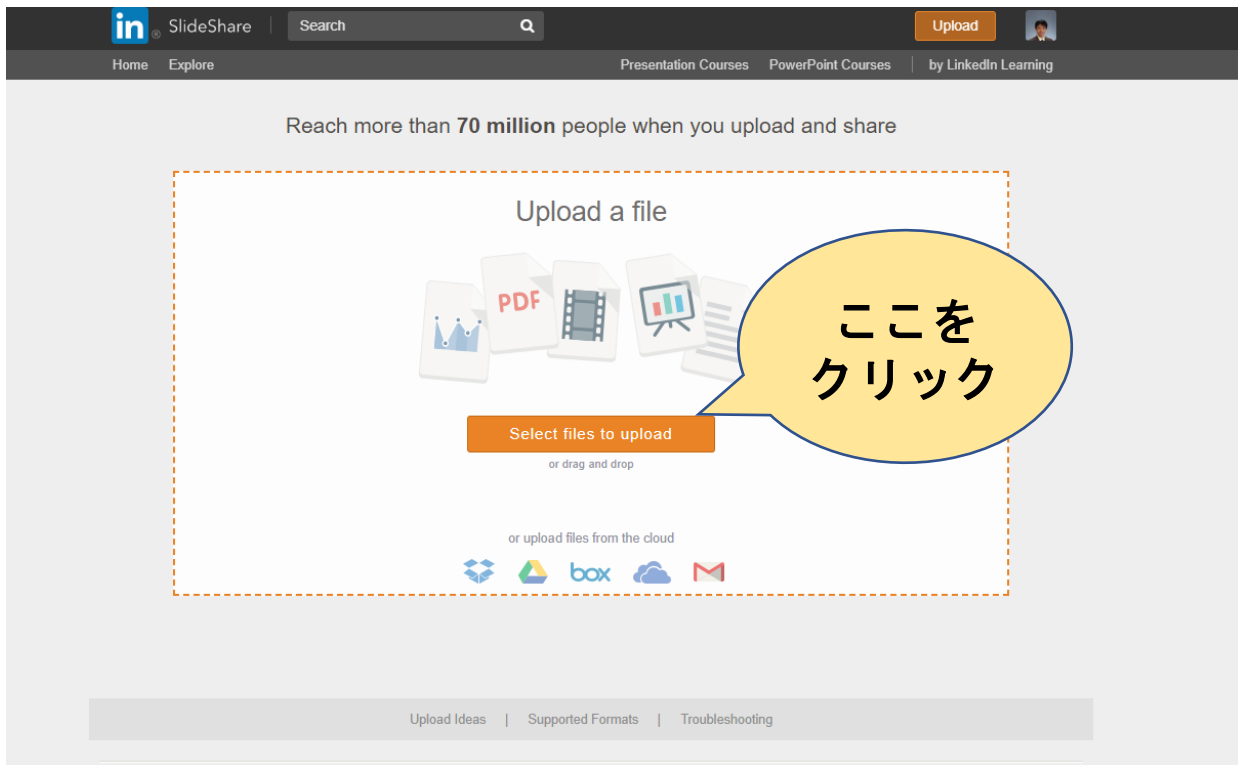 in® SlideShare | Search Upload
Home Explore Presentation Courses PowerPoint Courses | by LinkedIn Learning
Reach more than 70 million people when you upload and share
Upload a file
PDF
ここを
クリック
Select files to upload
or drag and drop
or upload files from the cloud
box
Upload Ideas | Supported Formats | Troubleshooting